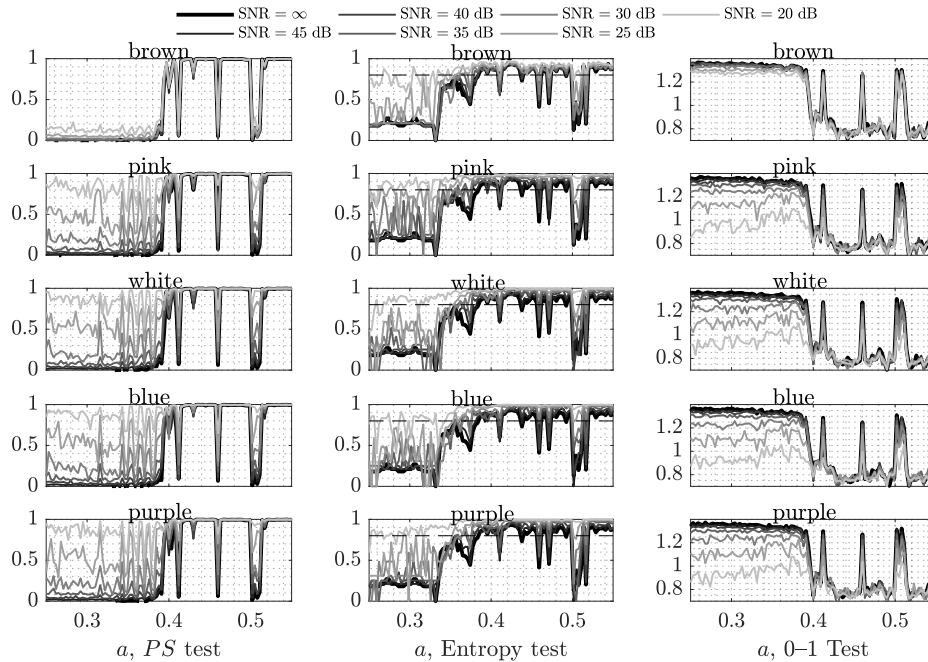 SNR = ∞ SNR = 40 dB SNR = 30 dB SNR = 20 dB
SNR = 45 dB SNR = 35 dB SNR = 25 dB
brown brown brown
1 1 1.2
0.5 0.5 1
0 0 0.8
pink pink pink
1 1 1.2
0.5 0.5 1
0 0 0.8
white white white
1 1 1.2
0.5 0.5 1
0 0 0.8
blue blue blue
1 1 1.2
0.5 0.5 1
0 0 0.8
purple purple purple
1 1 1.2
0.5 0.5 1
0 0 0.8
0.3 0.4 0.5 0.3 0.4 0.5 0.3 0.4 0.5
a, PS test a, Entropy test a, 0–1 Test